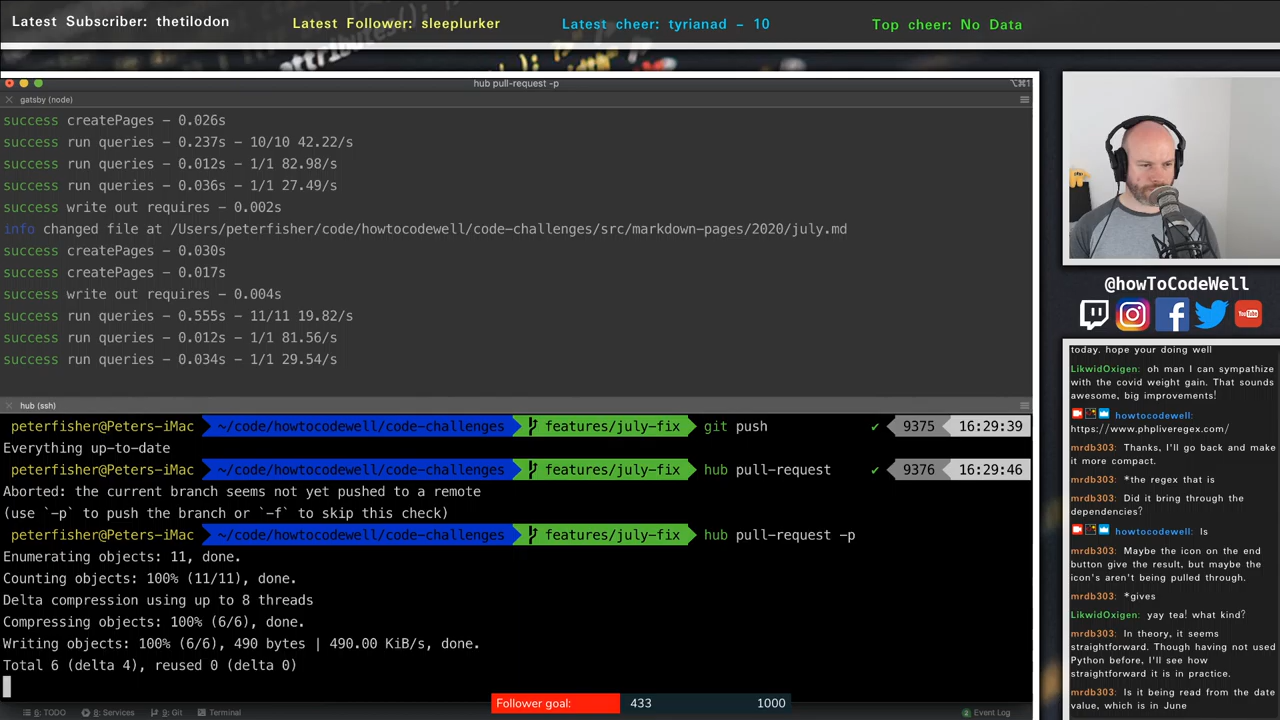 Latest Subscriber: thetilodon
Latest Follower: sleeplurker
Latest cheer: tyrianad - 10
Top cheer: No Data
attributes();
hub pull-request -p
⌥⌘1
gatsby (node)
success createPages - 0.026s
success run queries - 0.237s - 10/10 42.22/s
success run queries - 0.012s - 1/1 82.98/s
success run queries - 0.036s - 1/1 27.49/s
success write out requires - 0.002s
info changed file at /Users/peterfisher/code/howtocodewell/code-challenges/src/markdown-pages/2020/july.md
success createPages - 0.030s
success createPages - 0.017s
success write out requires - 0.004s
success run queries - 0.555s - 11/11 19.82/s
success run queries - 0.012s - 1/1 81.56/s
success run queries - 0.034s - 1/1 29.54/s
hub (ssh)
peterfisher@Peters-iMac ~/code/howtocodewell/code-challenges features/july-fix git push ✔ 9375 16:29:39
Everything up-to-date
peterfisher@Peters-iMac ~/code/howtocodewell/code-challenges features/july-fix hub pull-request ✔ 9376 16:29:46
Aborted: the current branch seems not yet pushed to a remote
(use `-p` to push the branch or `-f` to skip this check)
peterfisher@Peters-iMac ~/code/howtocodewell/code-challenges features/july-fix hub pull-request -p
Enumerating objects: 11, done.
Counting objects: 100% (11/11), done.
Delta compression using up to 8 threads
Compressing objects: 100% (6/6), done.
Writing objects: 100% (6/6), 490 bytes | 490.00 KiB/s, done.
Total 6 (delta 4), reused 0 (delta 0)
6: TODO 8: Services 9: Git Terminal
2 Event Log
Follower goal: 433 1000
@howToCodeWell
You Tube
today. hope your doing well
LikwidOxigen: oh man I can sympathize
with the covid weight gain. That sounds
awesome, big improvements!
howtocodewell:
https://www.phpliveregex.com/
mrdb303: Thanks, I'll go back and make
it more compact.
mrdb303: *the regex that is
mrdb303: Did it bring through the
dependencies?
howtocodewell: Is
mrdb303: Maybe the icon on the end
button give the result, but maybe the
icon's aren't being pulled through.
mrdb303: *gives
LikwidOxigen: yay tea! what kind?
mrdb303: In theory, it seems
straightforward. Though having not used
Python before, I'll see how
straightforward it is in practice.
mrdb303: Is it being read from the date
value, which is in June